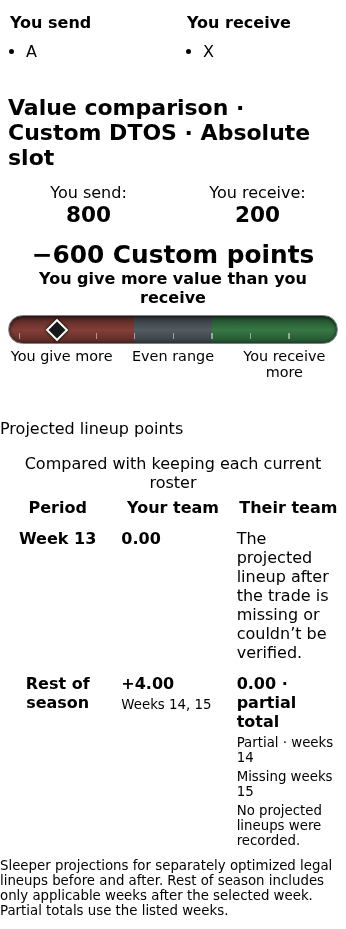 You send You receive
• A • X
Value comparison ·
Custom DTOS · Absolute
slot
You send: You receive:
800 200
−600 Custom points
You give more value than you
receive
You give more Even range You receive
more
Projected lineup points
Compared with keeping each current
roster
Period Your team Their team
Week 13 0.00 The
projected
lineup after
the trade is
missing or
couldn’t be
verified.
Rest of
season
+4.00
Weeks 14, 15
0.00 ·
partial
total
Partial · weeks
14
Missing weeks
15
No projected
lineups were
recorded.
Sleeper projections for separately optimized legal
lineups before and after. Rest of season includes
only applicable weeks after the selected week.
Partial totals use the listed weeks.